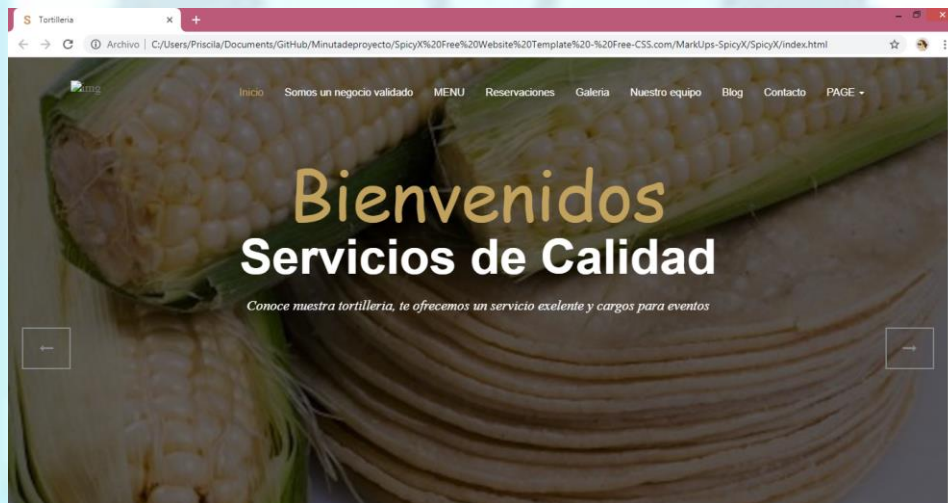 S Tortilleria
Archivo | C:/Users/Priscila/Documents/GitHub/Minutadeproyecto/SpicyX%20Free%20Website%20Template%20-%20Free-CSS.com/MarkUps-SpicyX/SpicyX/index.html
img
Inicio Somos un negocio validado MENU Reservaciones Galeria Nuestro equipo Blog Contacto PAGE
Bienvenidos
Servicios de Calidad
Conoce nuestra tortilleria, te ofrecemos un servicio exelente y cargos para eventos